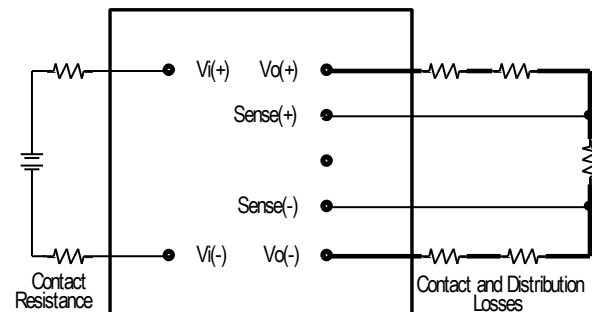 Vi(+) Vo(+)
Sense(+)
Sense(-)
Vi(-) Vo(-)
Contact
Resistance
Contact and Distribution
Losses